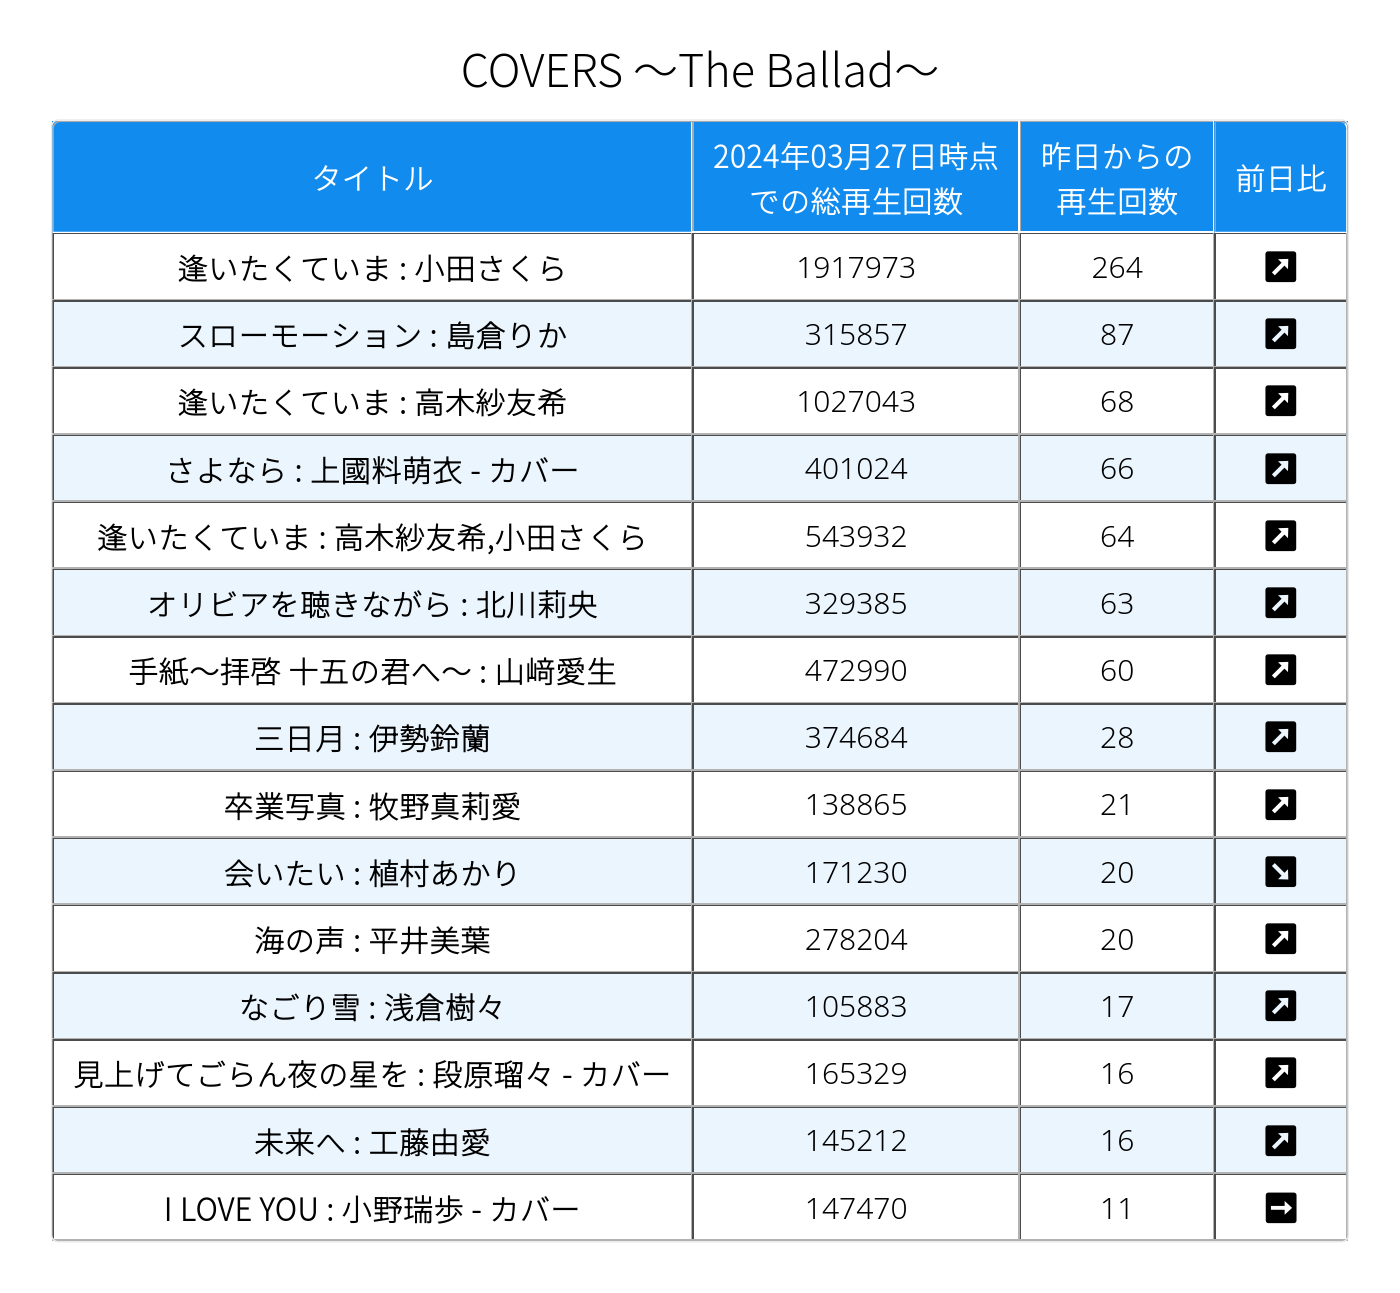 COVERS ～The Ballad～
タイトル 2024年03月27日時点での総再生回数 昨日からの再生回数 前日比
逢いたくていま : 小田さくら 1917973 264 ↗
スローモーション : 島倉りか 315857 87 ↗
逢いたくていま : 高木紗友希 1027043 68 ↗
さよなら : 上國料萌衣 - カバー 401024 66 ↗
逢いたくていま : 高木紗友希,小田さくら 543932 64 ↗
オリビアを聴きながら : 北川莉央 329385 63 ↗
手紙～拝啓 十五の君へ～ : 山﨑愛生 472990 60 ↗
三日月 : 伊勢鈴蘭 374684 28 ↗
卒業写真 : 牧野真莉愛 138865 21 ↗
会いたい : 植村あかり 171230 20 ↘
海の声 : 平井美葉 278204 20 ↗
なごり雪 : 浅倉樹々 105883 17 ↗
見上げてごらん夜の星を : 段原瑠々 - カバー 165329 16 ↗
未来へ : 工藤由愛 145212 16 ↗
I LOVE YOU : 小野瑞歩 - カバー 147470 11 →